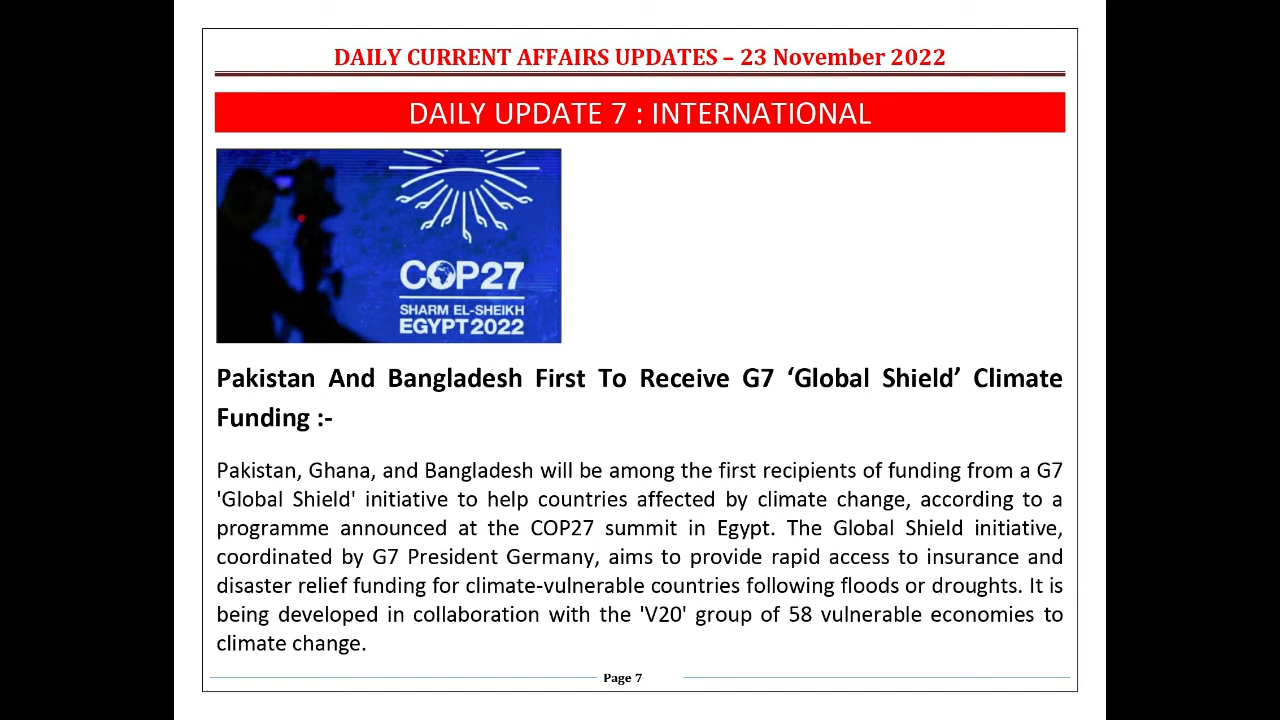 DAILY CURRENT AFFAIRS UPDATES – 23 November 2022
DAILY UPDATE 7 : INTERNATIONAL
COP27
SHARM EL-SHEIKH
EGYPT 2022
Pakistan And Bangladesh First To Receive G7 ‘Global Shield’ Climate
Funding :-
Pakistan, Ghana, and Bangladesh will be among the first recipients of funding from a G7
'Global Shield' initiative to help countries affected by climate change, according to a
programme announced at the COP27 summit in Egypt. The Global Shield initiative,
coordinated by G7 President Germany, aims to provide rapid access to insurance and
disaster relief funding for climate-vulnerable countries following floods or droughts. It is
being developed in collaboration with the 'V20' group of 58 vulnerable economies to
climate change.
Page 7